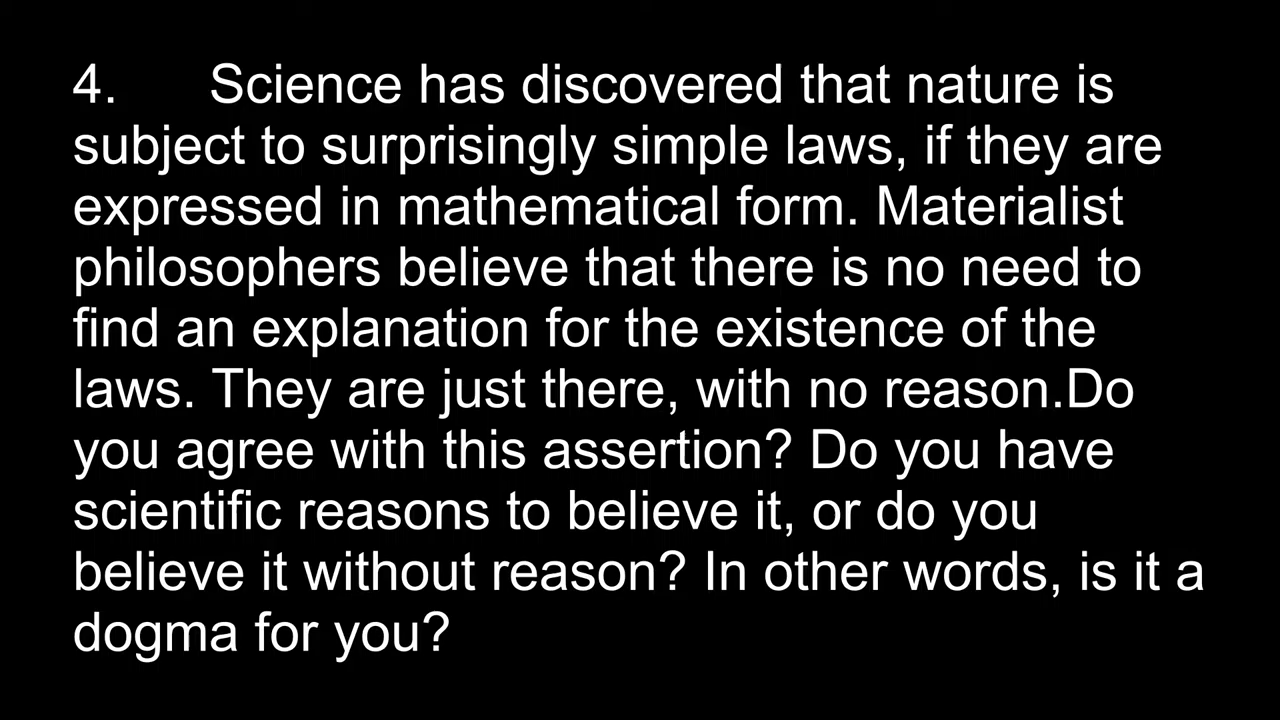 4. Science has discovered that nature is
subject to surprisingly simple laws, if they are
expressed in mathematical form. Materialist
philosophers believe that there is no need to
find an explanation for the existence of the
laws. They are just there, with no reason.Do
you agree with this assertion? Do you have
scientific reasons to believe it, or do you
believe it without reason? In other words, is it a
dogma for you?